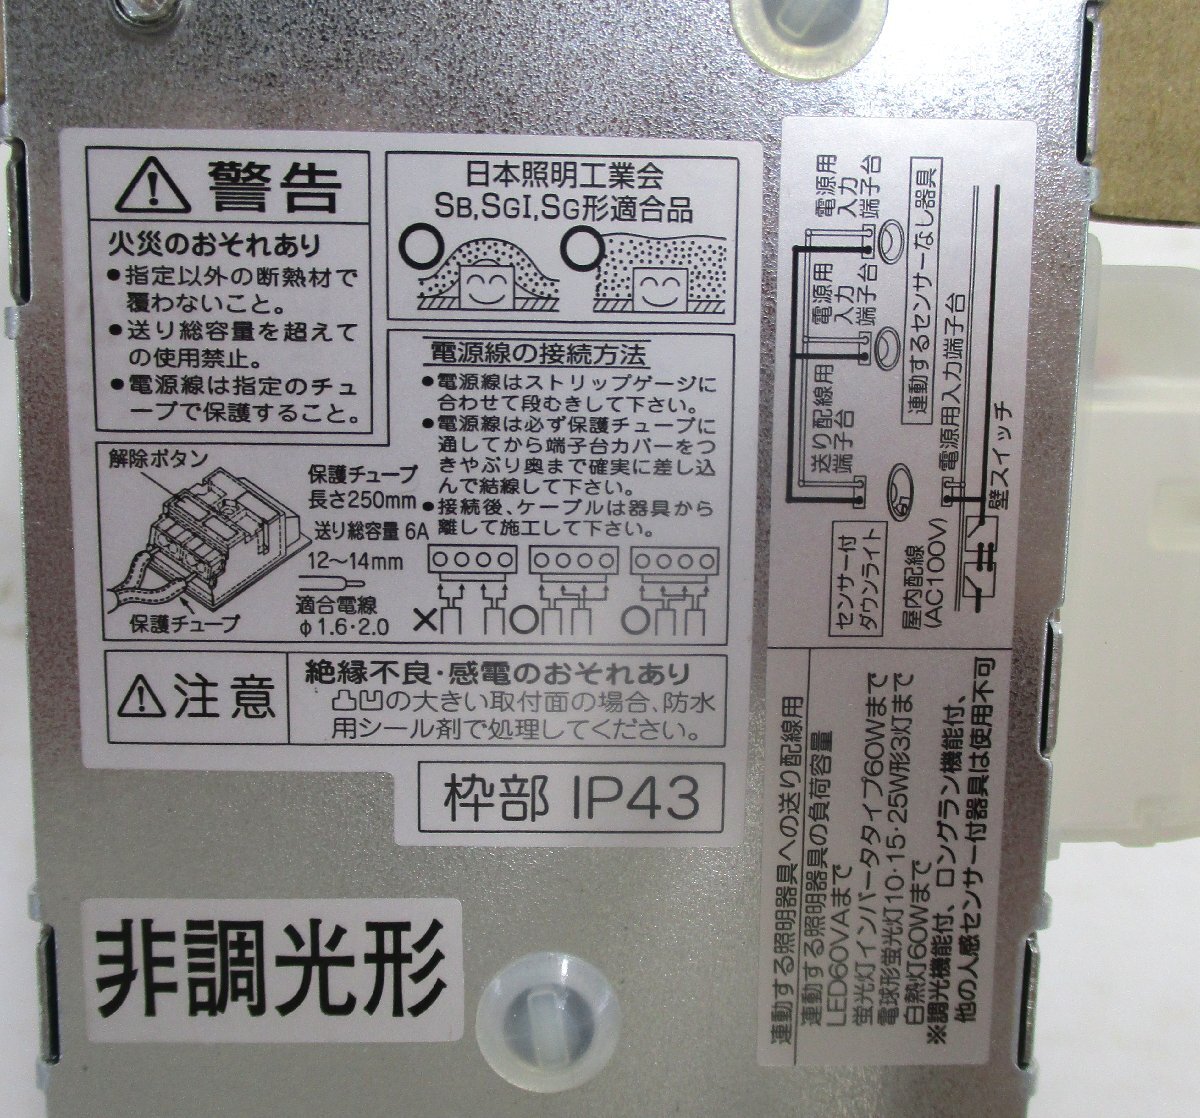 警告
火災のおそれあり
●指定以外の断熱材で
覆わないこと。
●送り総容量を超えて
の使用禁止。
●電源線は指定のチュ
ーブで保護すること。
日本照明工業会
SB,SGI,SG形適合品
電源線の接続方法
●電源線はストリップゲージに
合わせて段むきして下さい。
●電源線は必ず保護チューブに
通してから端子台カバーをつ
きやぶり奥まで確実に差し込
んで結線して下さい。
●接続後、ケーブルは器具から
離して施工して下さい。
解除ボタン
保護チューブ
長さ250mm
送り総容量 6A
12〜14mm
適合電線
φ1.6・2.0
保護チューブ
注意
絶縁不良・感電のおそれあり
凸凹の大きい取付面の場合、防水
用シール剤で処理してください。
枠部 IP43
非調光形
電源用
入力
端子台
電源用
入力
端子台
送り配線用
端子台
連動するセンサーなし器具
電源用入力端子台
センサー付
ダウンライト
屋内配線
(AC100V)
壁スイッチ
連動する照明器具への送り配線用
連動する照明器具の負荷容量
LED60VAまで
蛍光灯インバータタイプ60Wまで
電球形蛍光灯10・15・25W形3灯まで
白熱灯60Wまで
※調光機能付、ロングラン機能付、
他の人感センサー付器具は使用不可